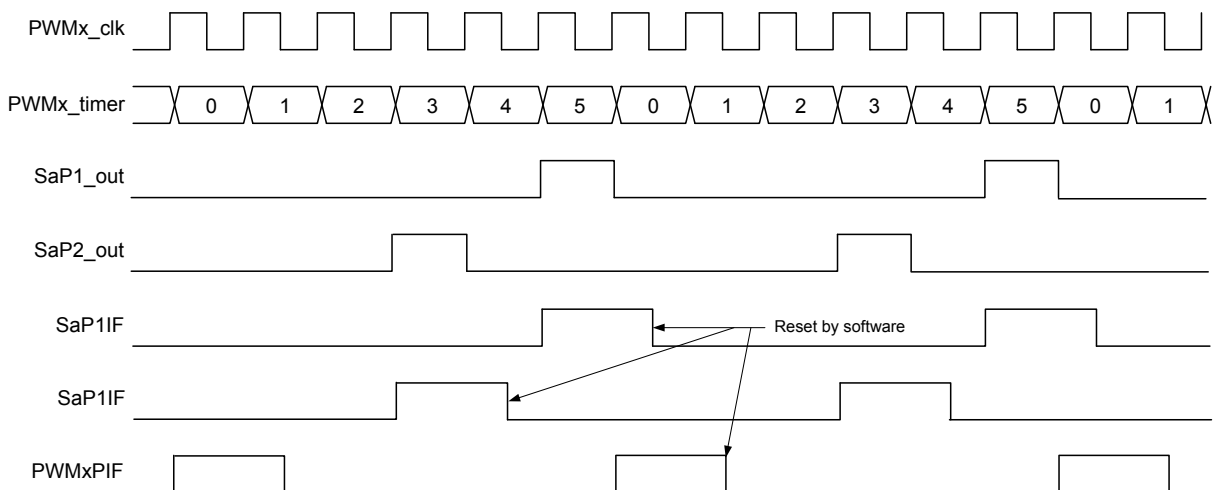 PWMx_clk
PWMx_timer 0 1 2 3 4 5 0 1 2 3 4 5 0 1
SaP1_out
SaP2_out
SaP1IF
Reset by software
SaP1IF
PWMxPIF